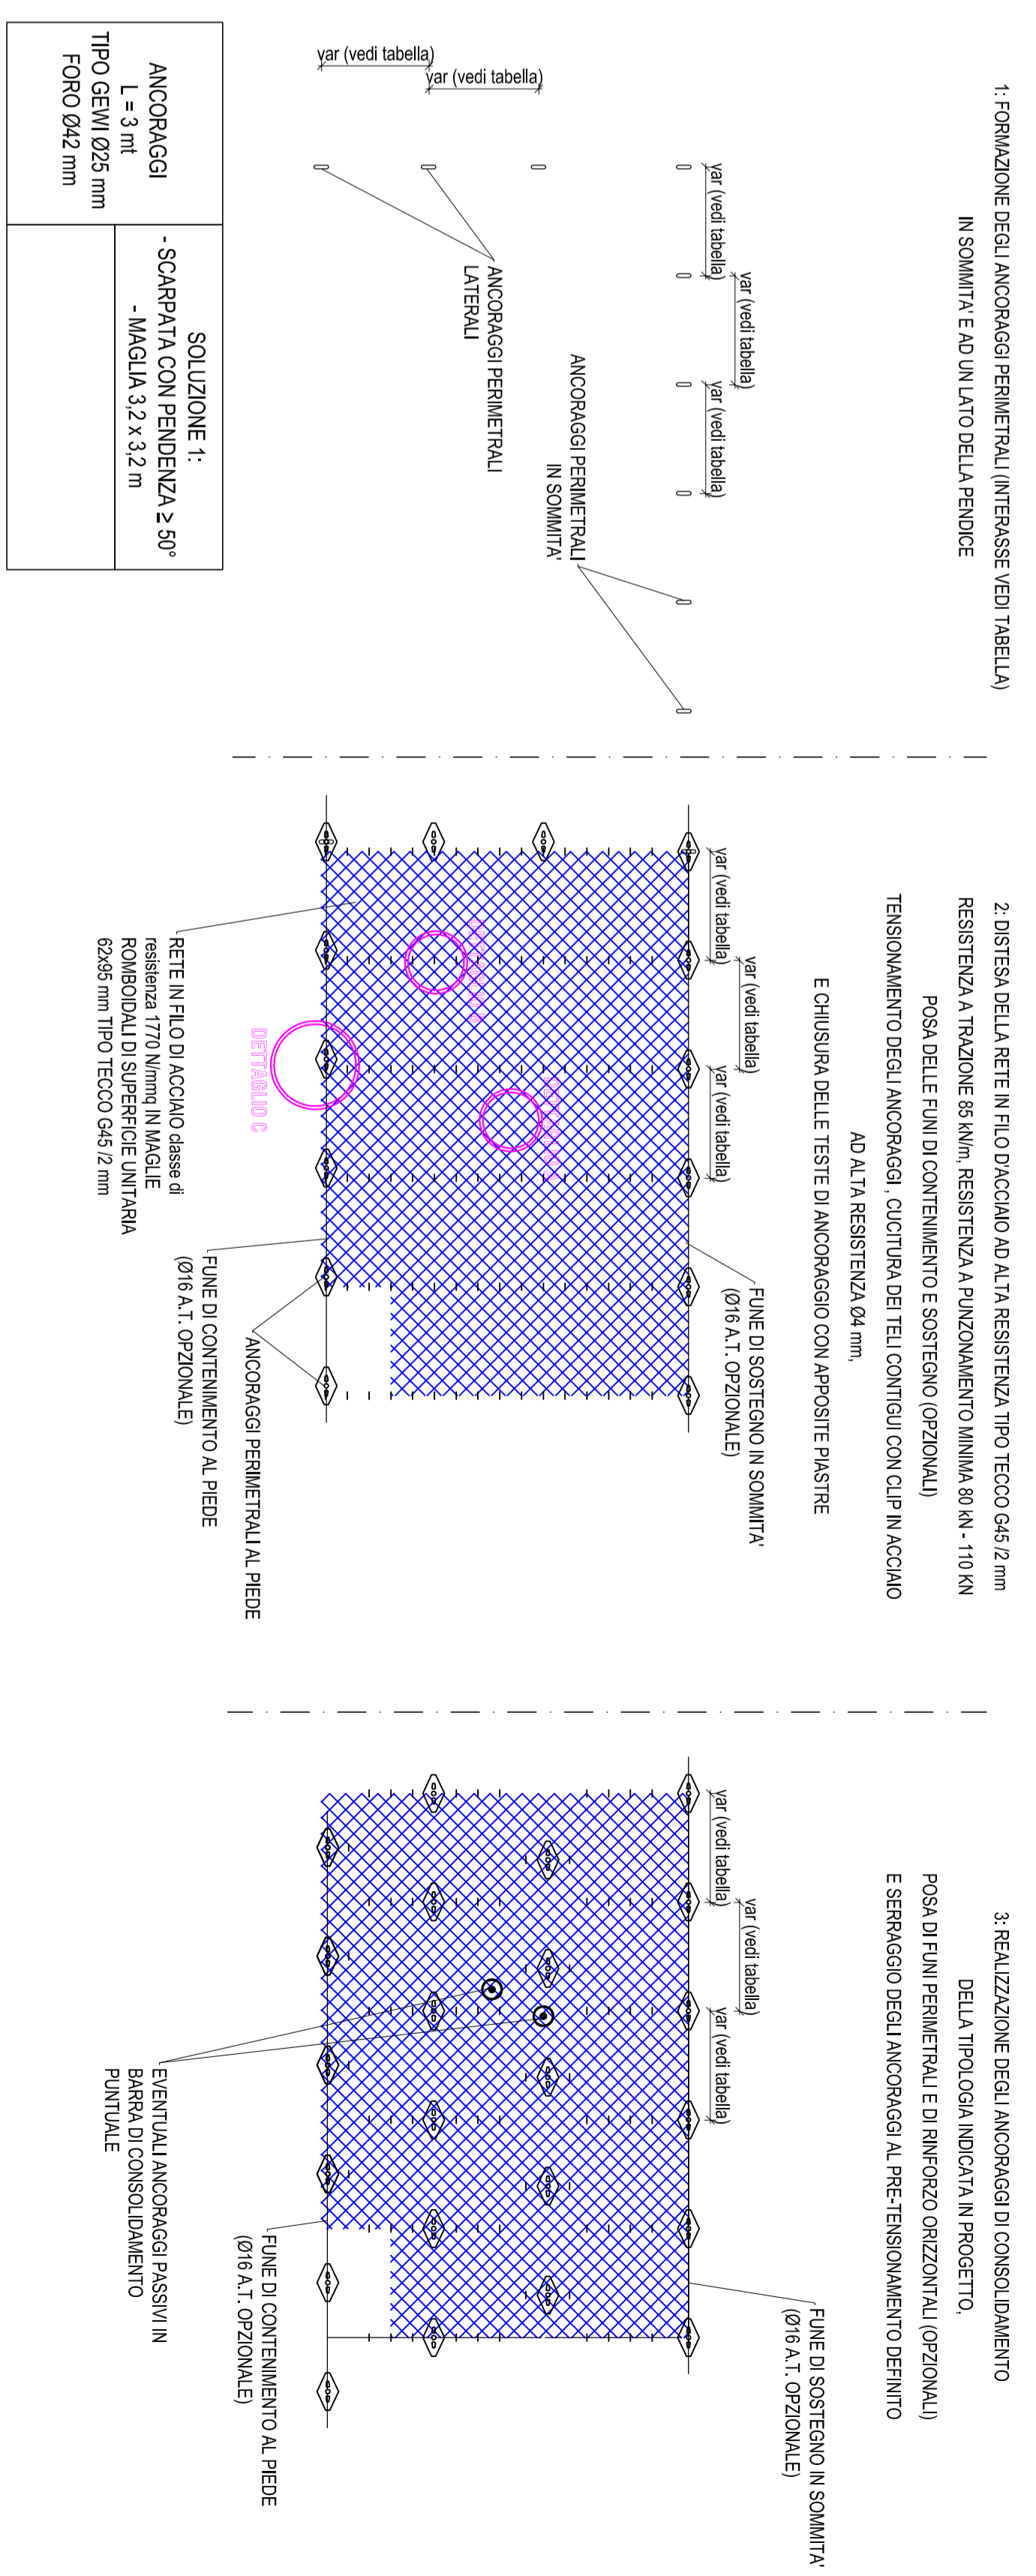 1: FORMAZIONE DEGLI ANCORAGGI PERIMETRALI (INTERASSE VEDI TABELLA)
IN SOMMITA' E AD UN LATO DELLA PENDICE
var (vedi tabella)
var (vedi tabella)
var (vedi tabella)
var (vedi tabella)
var (vedi tabella)
ANCORAGGI PERIMETRALI
IN SOMMITA'
ANCORAGGI PERIMETRALI
LATERALI
ANCORAGGI
L = 3 mt
TIPO GEWI Ø25 mm
FORO Ø42 mm
SOLUZIONE 1:
- SCARPATA CON PENDENZA ≥ 50°
- MAGLIA 3,2 x 3,2 m
2: DISTESA DELLA RETE IN FILO D'ACCIAIO AD ALTA RESISTENZA TIPO TECCO G45 /2 mm
RESISTENZA A TRAZIONE 85 kN/m, RESISTENZA A PUNZONAMENTO MINIMA 80 kN - 110 KN
POSA DELLE FUNI DI CONTENIMENTO E SOSTEGNO (OPZIONALI)
TENSIONAMENTO DEGLI ANCORAGGI , CUCITURA DEI TELI CONTIGUI CON CLIP IN ACCIAIO
AD ALTA RESISTENZA Ø4 mm,
E CHIUSURA DELLE TESTE DI ANCORAGGIO CON APPOSITE PIASTRE
var (vedi tabella)
var (vedi tabella)
var (vedi tabella)
FUNE DI SOSTEGNO IN SOMMITA'
(Ø16 A.T. OPZIONALE)
DETTAGLIO C
RETE IN FILO DI ACCIAIO classe di
resistenza 1770 N/mmq IN MAGLIE
ROMBOIDALI DI SUPERFICIE UNITARIA
62x95 mm TIPO TECCO G45 /2 mm
FUNE DI CONTENIMENTO AL PIEDE
(Ø16 A.T. OPZIONALE)
ANCORAGGI PERIMETRALI AL PIEDE
3: REALIZZAZIONE DEGLI ANCORAGGI DI CONSOLIDAMENTO
DELLA TIPOLOGIA INDICATA IN PROGETTO,
POSA DI FUNI PERIMETRALI E DI RINFORZO ORIZZONTALI (OPZIONALI)
E SERRAGGIO DEGLI ANCORAGGI AL PRE-TENSIONAMENTO DEFINITO
var (vedi tabella)
var (vedi tabella)
var (vedi tabella)
FUNE DI SOSTEGNO IN SOMMITA'
(Ø16 A.T. OPZIONALE)
EVENTUALI ANCORAGGI PASSIVI IN
BARRA DI CONSOLIDAMENTO
PUNTUALE
FUNE DI CONTENIMENTO AL PIEDE
(Ø16 A.T. OPZIONALE)